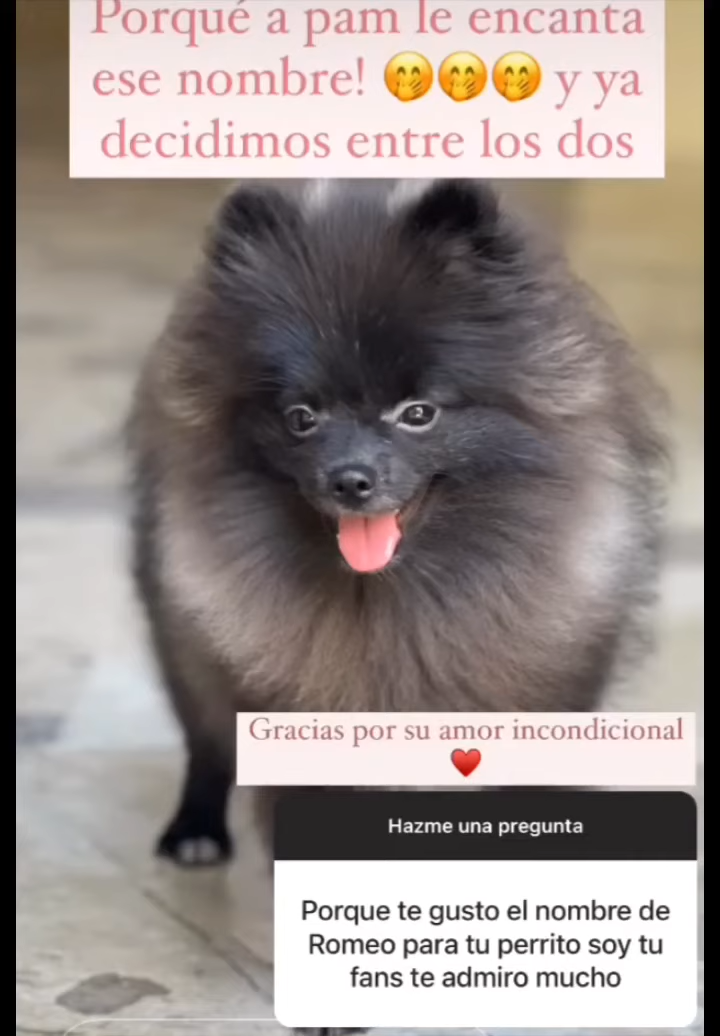 Porqué a pam le encanta
ese nombre! 🤭🤭🤭 y ya
decidimos entre los dos
Gracias por su amor incondicional
♥️
Hazme una pregunta
Porque te gusto el nombre de
Romeo para tu perrito soy tu
fans te admiro mucho